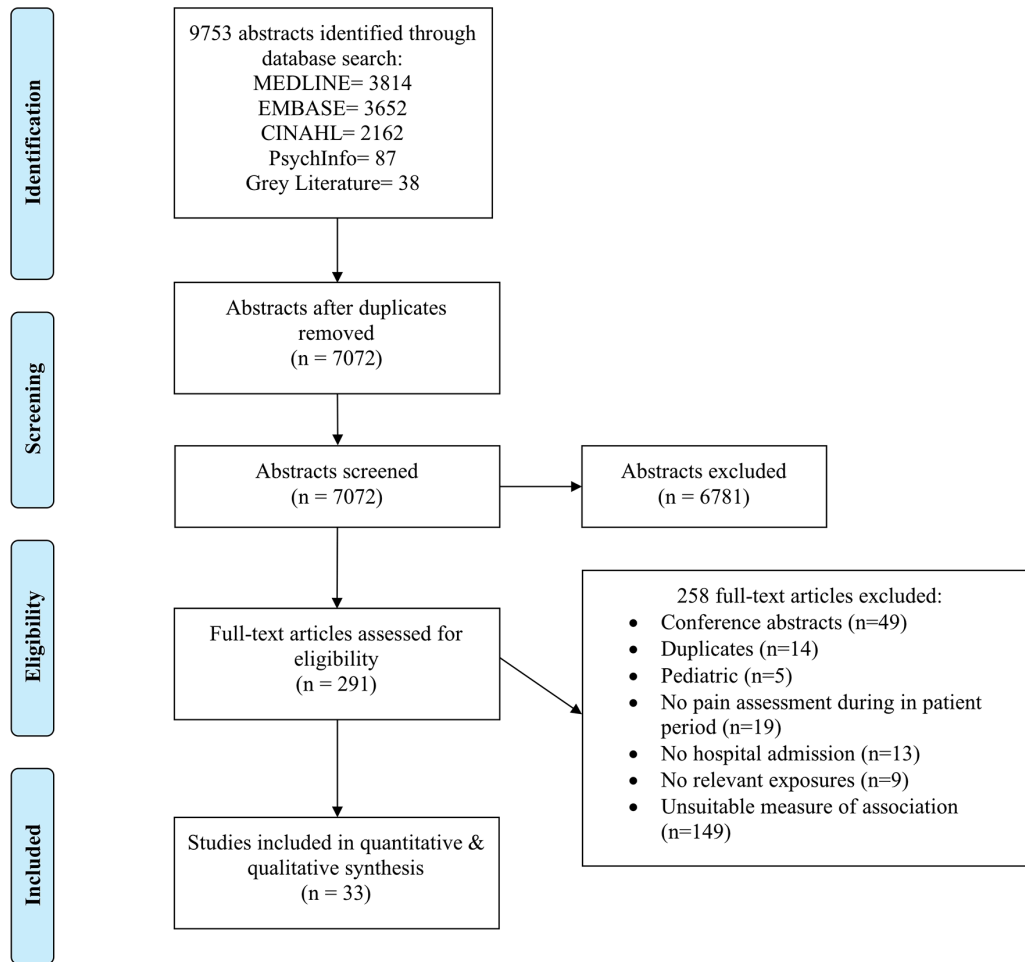 Identification
9753 abstracts identified through
database search:
MEDLINE= 3814
EMBASE= 3652
CINAHL= 2162
PsychInfo= 87
Grey Literature= 38
Screening
Abstracts after duplicates
removed
(n = 7072)
Abstracts screened
(n = 7072)
Abstracts excluded
(n = 6781)
Eligibility
Full-text articles assessed for
eligibility
(n = 291)
258 full-text articles excluded:
• Conference abstracts (n=49)
• Duplicates (n=14)
• Pediatric (n=5)
• No pain assessment during in patient
period (n=19)
• No hospital admission (n=13)
• No relevant exposures (n=9)
• Unsuitable measure of association
(n=149)
Included
Studies included in quantitative &
qualitative synthesis
(n = 33)